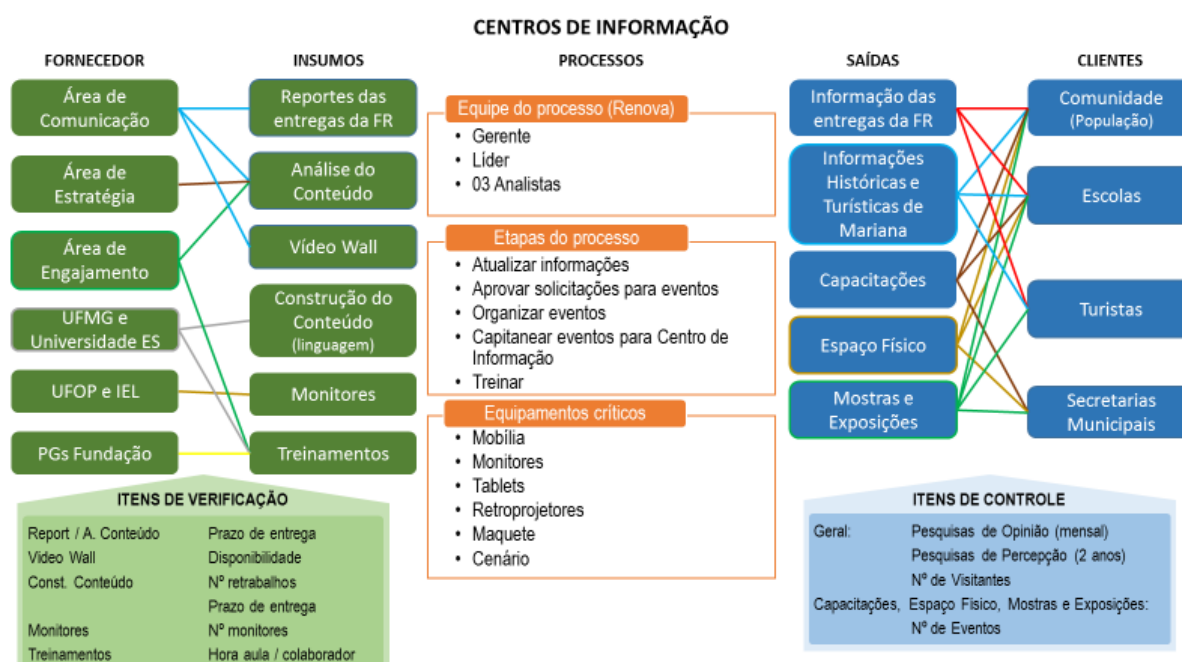 CENTROS DE INFORMAÇÃO
FORNECEDOR
Área de
Comunicação
Área de
Estratégia
Área de
Engajamento
UFMG e
Universidade ES
UFOP e IEL
PGs Fundação
INSUMOS
Reportes das
entregas da FR
Análise do
Conteúdo
Vídeo Wall
Construção do
Conteúdo
(linguagem)
Monitores
Treinamentos
PROCESSOS
Equipe do processo (Renova)
• Gerente
• Líder
• 03 Analistas
Etapas do processo
• Atualizar informações
• Aprovar solicitações para eventos
• Organizar eventos
• Capitanear eventos para Centro de
Informação
• Treinar
Equipamentos críticos
• Mobília
• Monitores
• Tablets
• Retroprojetores
• Maquete
• Cenário
SAÍDAS
Informação das
entregas da FR
Informações
Históricas e
Turísticas de
Mariana
Capacitações
Espaço Físico
Mostras e
Exposições
CLIENTES
Comunidade
(População)
Escolas
Turistas
Secretarias
Municipais
ITENS DE VERIFICAÇÃO
Report / A. Conteúdo Prazo de entrega
Video Wall Disponibilidade
Const. Conteúdo Nº retrabalhos
Prazo de entrega
Monitores Nº monitores
Treinamentos Hora aula / colaborador
ITENS DE CONTROLE
Geral: Pesquisas de Opinião (mensal)
Pesquisas de Percepção (2 anos)
Nº de Visitantes
Capacitações, Espaço Físico, Mostras e Exposições:
Nº de Eventos